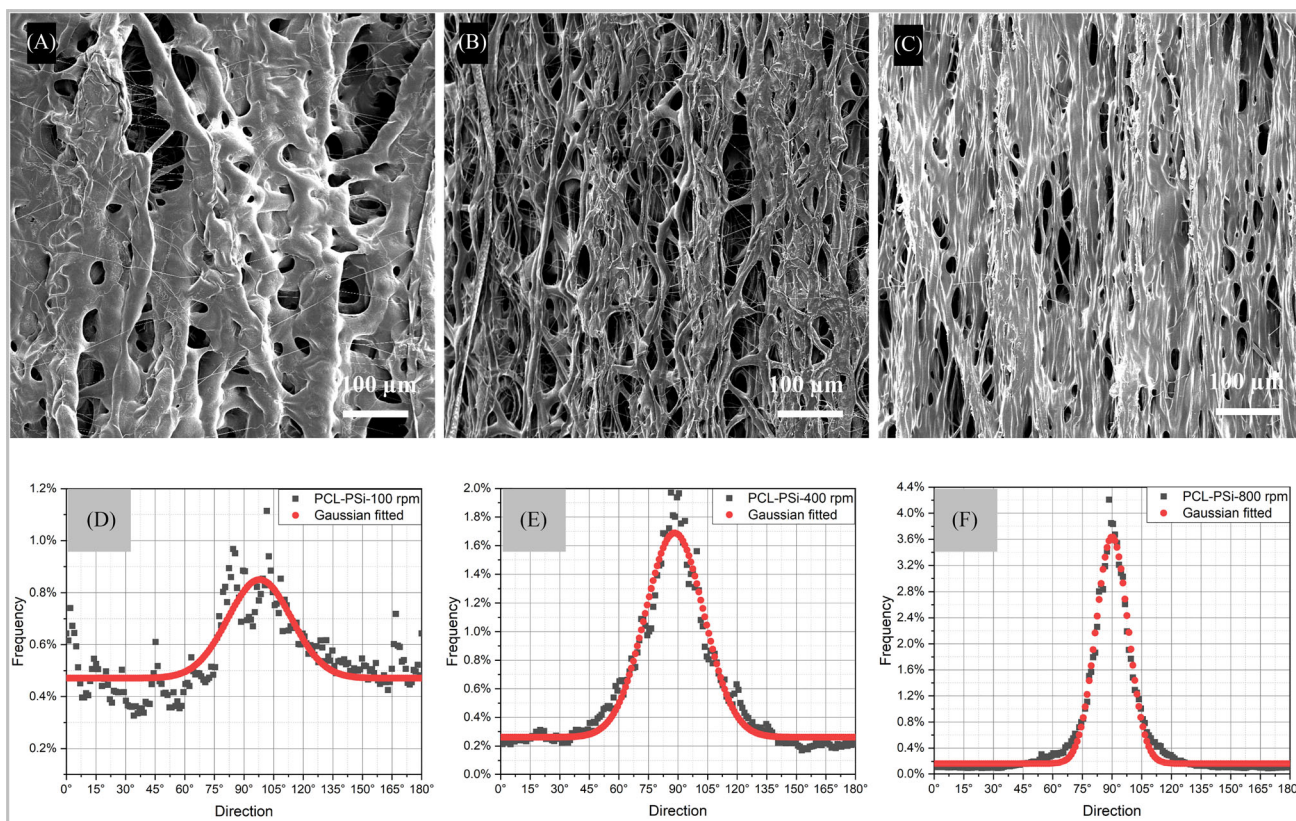 (A)
(B)
(C)
100 µm
100 µm
100 µm
1.2%
1.0%
0.8%
0.6%
0.4%
0.2%
Frequency
(D)
PCL-PSi-100 rpm
Gaussian fitted
0° 15 30 45 60 75 90 105 120 135 150 165 180
Direction
2.0%
1.8%
1.6%
1.4%
1.2%
1.0%
0.8%
0.6%
0.4%
0.2%
0.0%
Frequency
(E)
PCL-PSi-400 rpm
Gaussian fitted
0° 15 30 45 60 75 90 105 120 135 150 165 180
Direction
4.4%
4.0%
3.6%
3.2%
2.8%
2.4%
2.0%
1.6%
1.2%
0.8%
0.4%
0.0%
Frequency
(F)
PCL-PSi-800 rpm
Gaussian fitted
0° 15 30 45 60 75 90 105 120 135 150 165 180
Direction